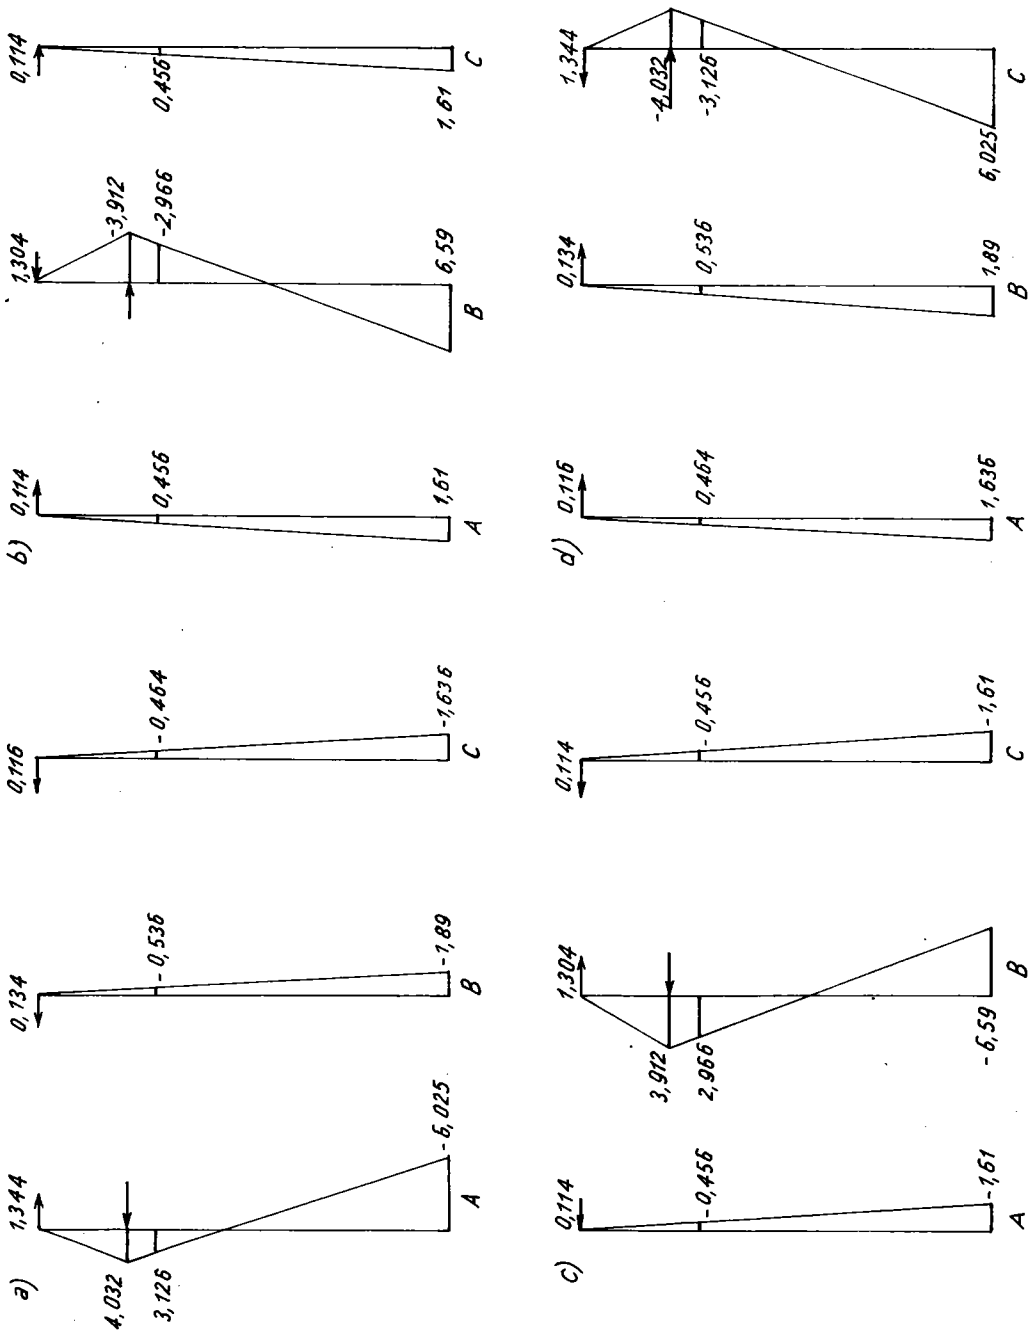 a)
1,344
4,032
3,126
-6,025
A
0,134
-0,536
-1,89
B
0,116
-0,464
-1,636
C
b)
0,114
0,456
1,61
A
1,304
-3,912
-2,966
6,59
B
0,114
0,456
1,61
C
c)
0,114
-0,456
-1,61
A
1,304
3,912
2,966
-6,59
B
0,114
-0,456
-1,61
C
d)
0,116
0,464
1,636
A
0,134
0,536
1,89
B
1,344
-4,032
-3,126
6,025
C